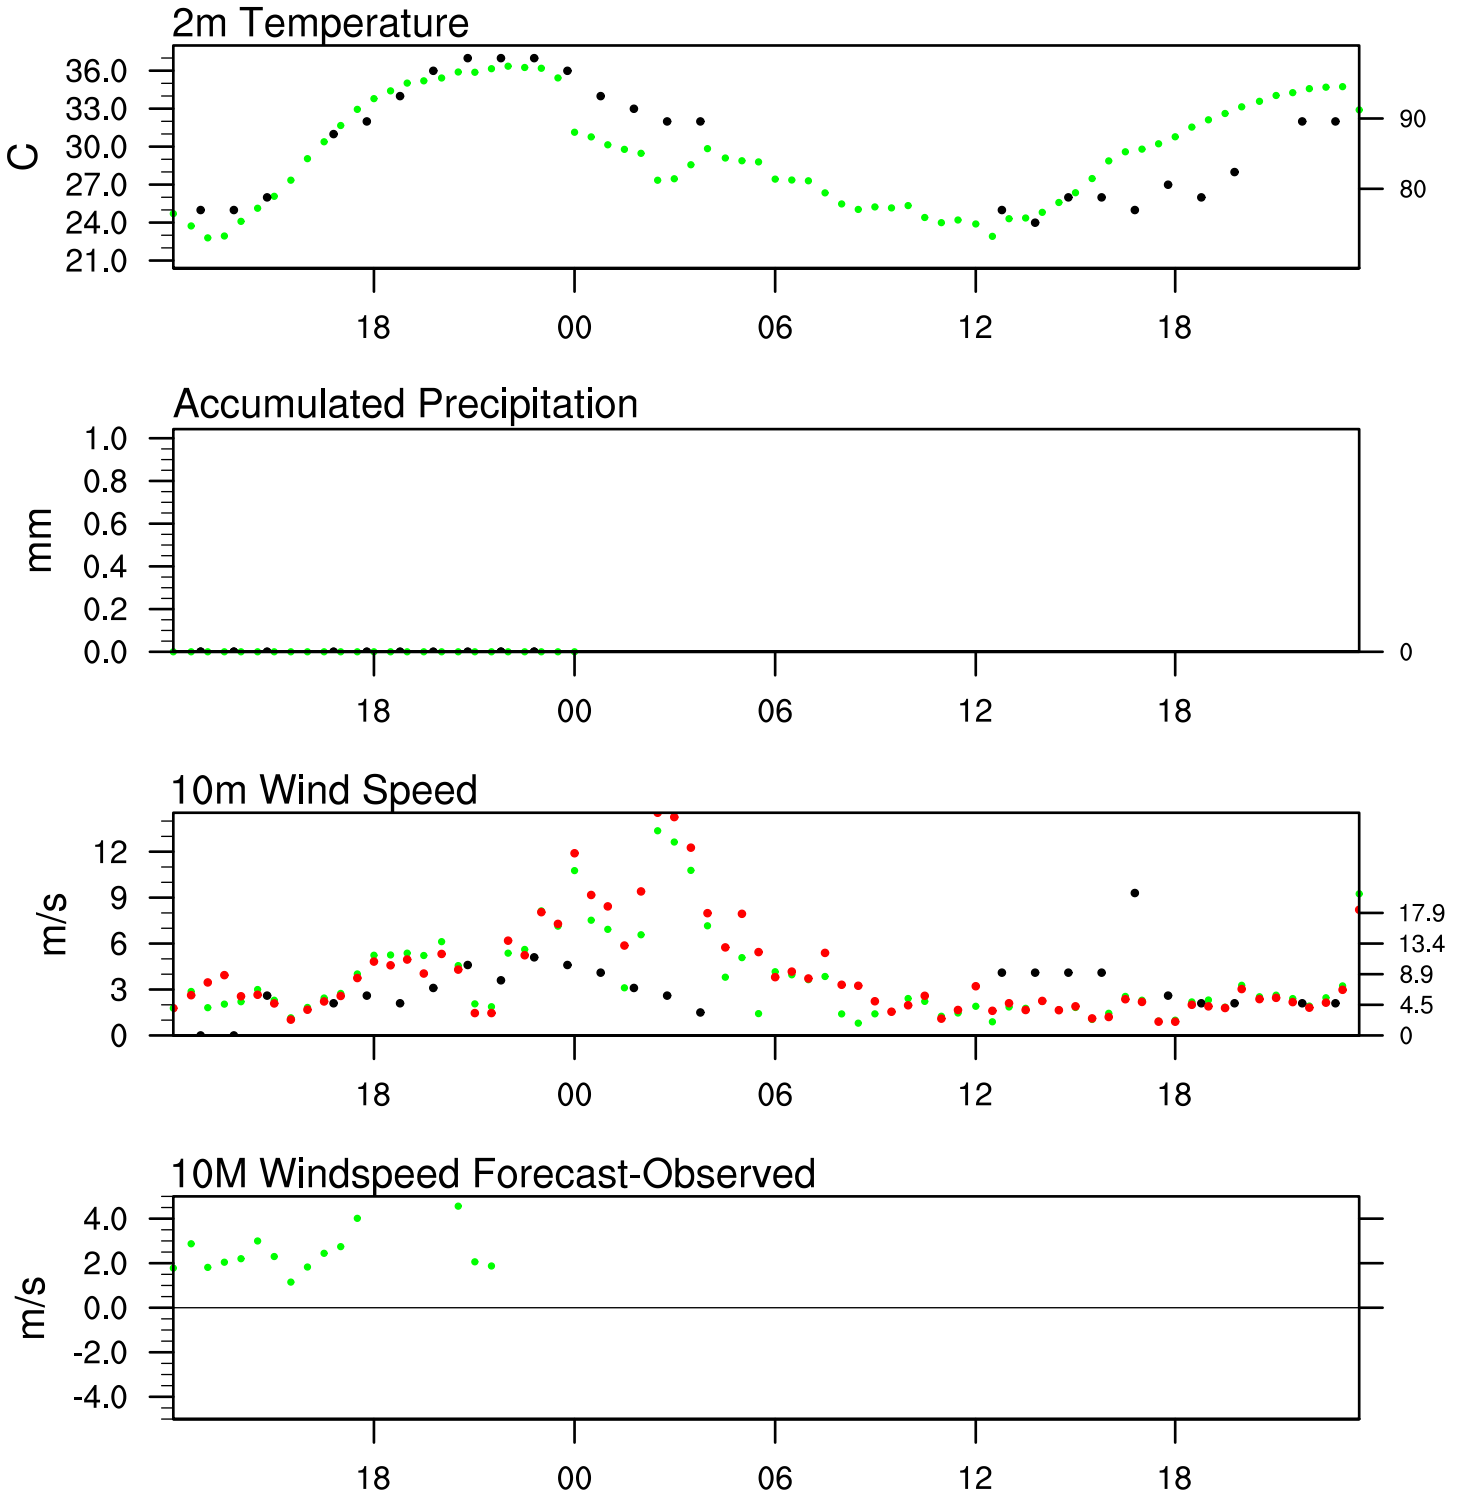 2m Temperature
36.0
33.0
30.0
27.0
24.0
21.0
C
90
80
18 00 06 12 18
Accumulated Precipitation
1.0
0.8
0.6
0.4
0.2
0.0
mm
0
18 00 06 12 18
10m Wind Speed
12
9
6
3
0
m/s
17.9
13.4
8.9
4.5
0
18 00 06 12 18
10M Windspeed Forecast-Observed
4.0
2.0
0.0
-2.0
-4.0
m/s
18 00 06 12 18